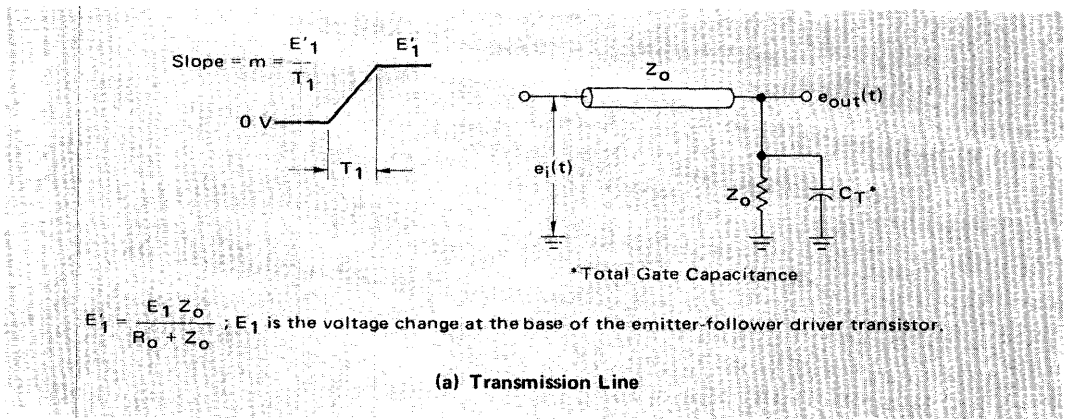 E'1
Slope = m = E'1 / T1
0 V
T1
Zo
eout(t)
ei(t)
Zo
CT*
*Total Gate Capacitance
E'1 = E1 Zo / Ro + Zo ; E1 is the voltage change at the base of the emitter-follower driver transistor.
(a) Transmission Line